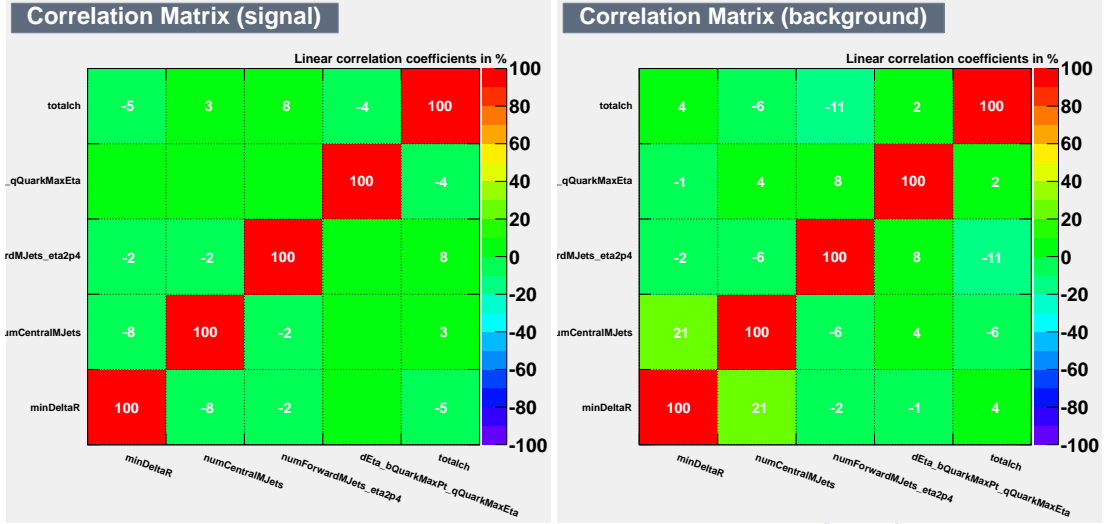 Correlation Matrix (signal)
Linear correlation coefficients in %
totalch -5 3 8 -4 100
_qQuarkMaxEta 100 -4
rdMJets_eta2p4 -2 -2 100 8
umCentralMJets -8 100 -2 3
minDeltaR 100 -8 -2 -5
minDeltaR numCentralMJets numForwardMJets_eta2p4 dEta_bQuarkMaxPt_qQuarkMaxEta totalch
100
80
60
40
20
0
-20
-40
-60
-80
-100
Correlation Matrix (background)
Linear correlation coefficients in %
totalch 4 -6 -11 2 100
_qQuarkMaxEta -1 4 8 100 2
rdMJets_eta2p4 -2 -6 100 8 -11
umCentralMJets 21 100 -6 4 -6
minDeltaR 100 21 -2 -1 4
minDeltaR numCentralMJets numForwardMJets_eta2p4 dEta_bQuarkMaxPt_qQuarkMaxEta totalch
100
80
60
40
20
0
-20
-40
-60
-80
-100